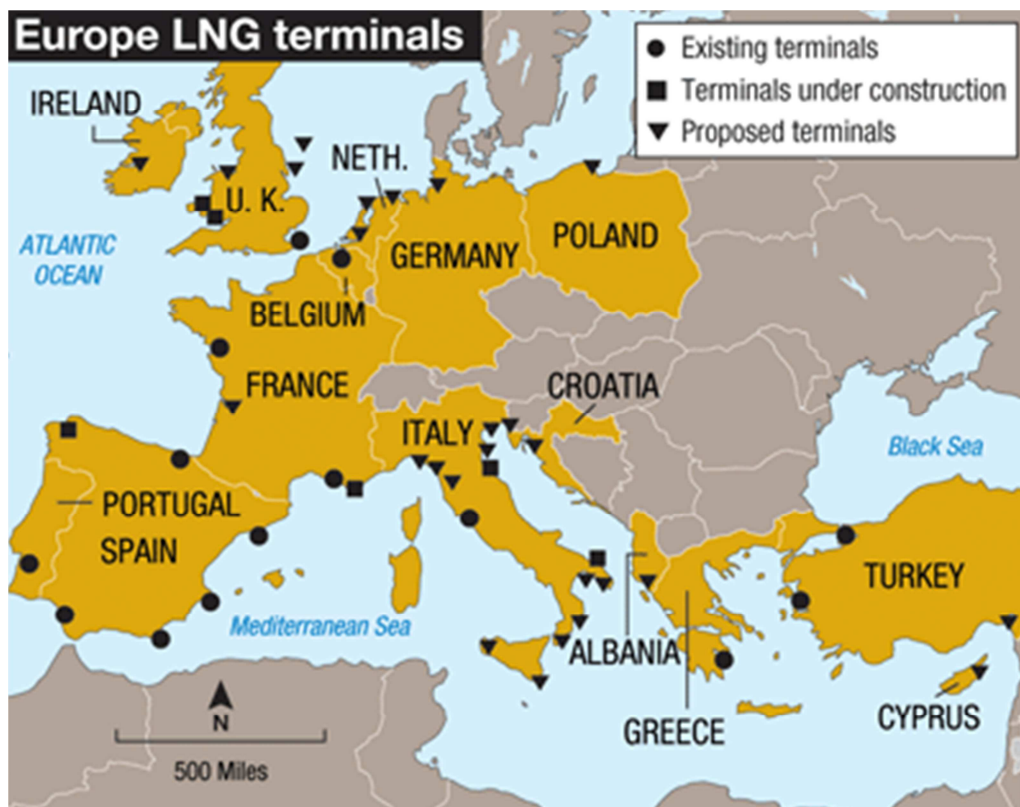 Europe LNG terminals
Existing terminals
Terminals under construction
Proposed terminals
IRELAND
NETH.
U. K.
ATLANTIC
OCEAN
GERMANY
POLAND
BELGIUM
FRANCE
CROATIA
ITALY
Black Sea
PORTUGAL
SPAIN
TURKEY
Mediterranean Sea
ALBANIA
CYPRUS
GREECE
N
500 Miles